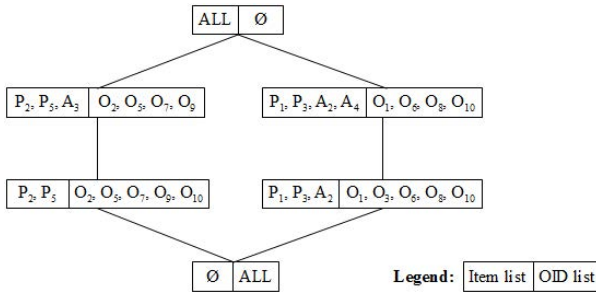 ALL Ø
P₂, P₅, A₃ O₂, O₅, O₇, O₉
P₁, P₃, A₂, A₄ O₁, O₆, O₈, O₁₀
P₂, P₅ O₂, O₅, O₇, O₉, O₁₀
P₁, P₃, A₂ O₁, O₃, O₆, O₈, O₁₀
Ø ALL
Legend: Item list OID list